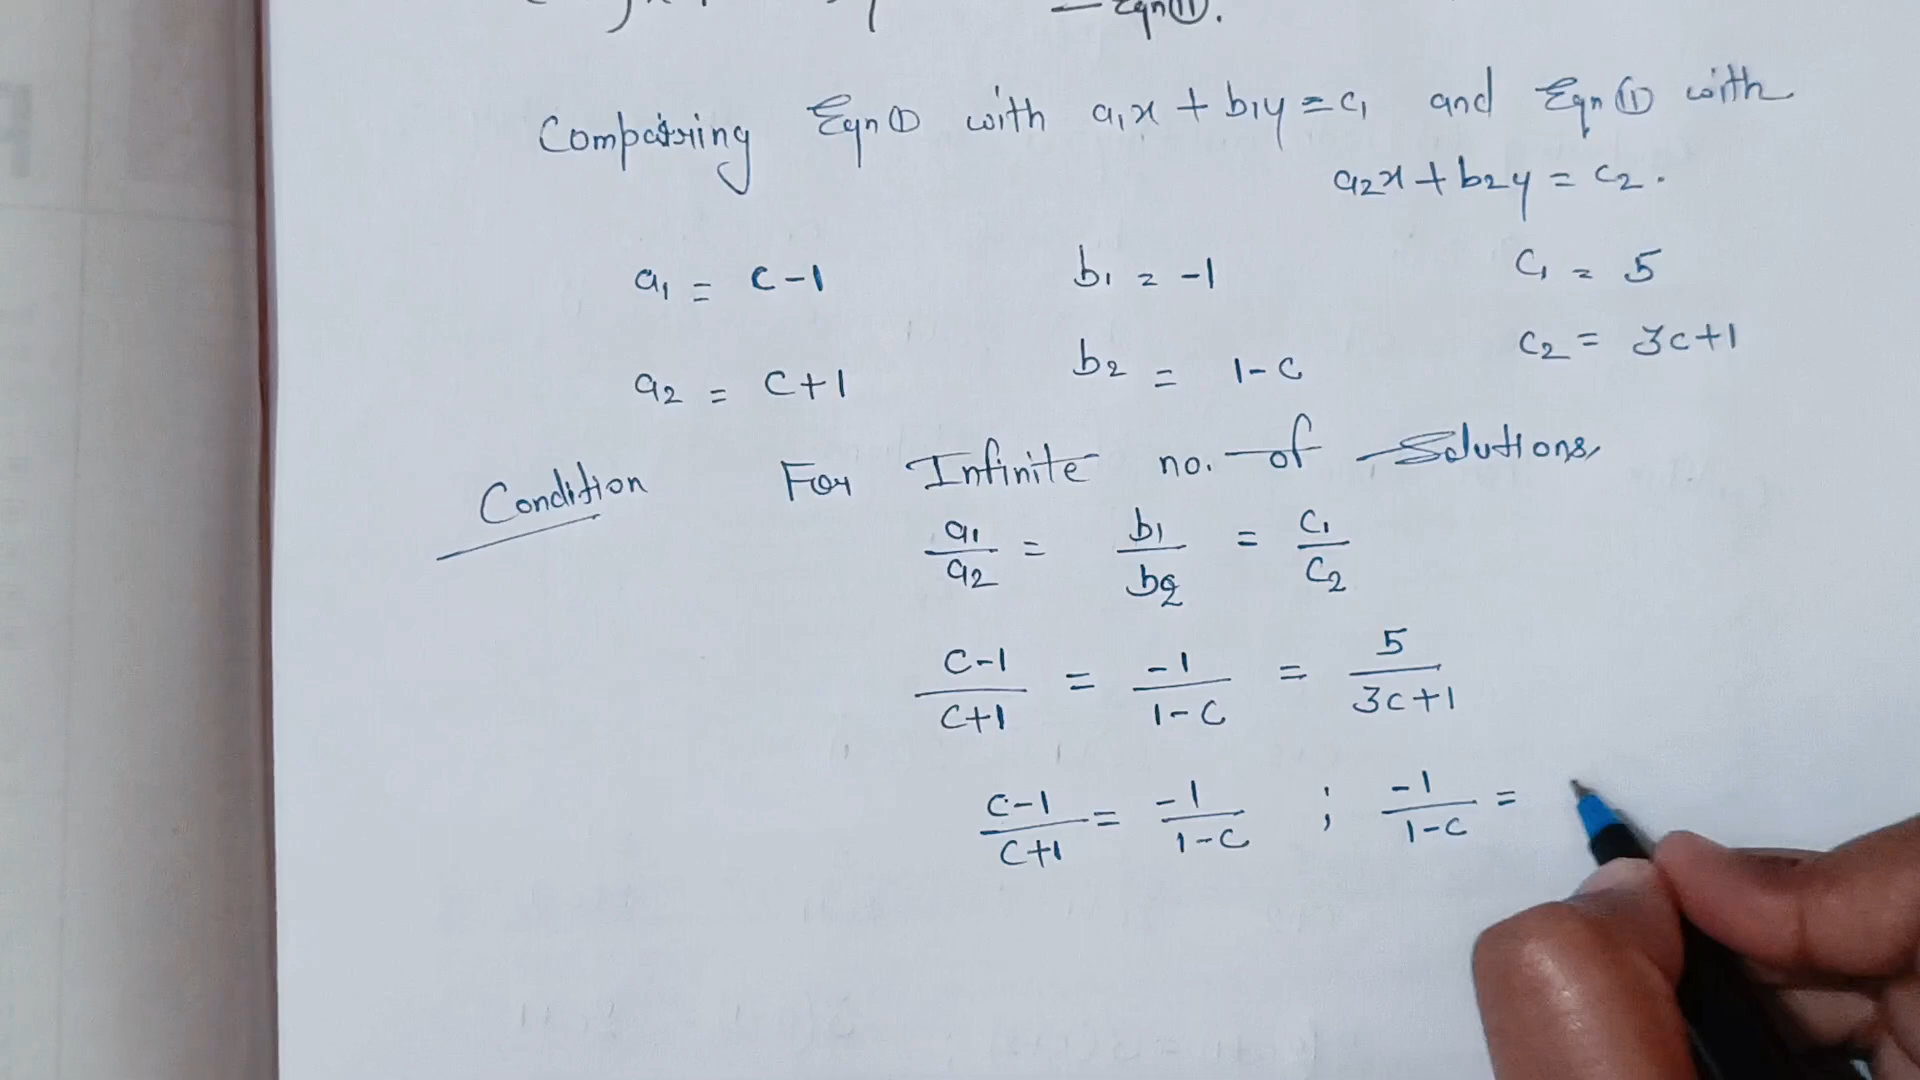 — Eqn(11).
Comparing Eqn① with a₁x + b₁y = c₁ and Eqn(11) with
a₂x + b₂y = c₂.
a₁ = c-1 b₁ = -1 c₁ = 5
a₂ = c+1 b₂ = 1-c c₂ = 3c+1
Condition For Infinite no. of Solutions,
a₁/a₂ = b₁/b₂ = c₁/c₂
c-1/c+1 = -1/1-c = 5/3c+1
c-1/c+1 = -1/1-c ; -1/1-c =